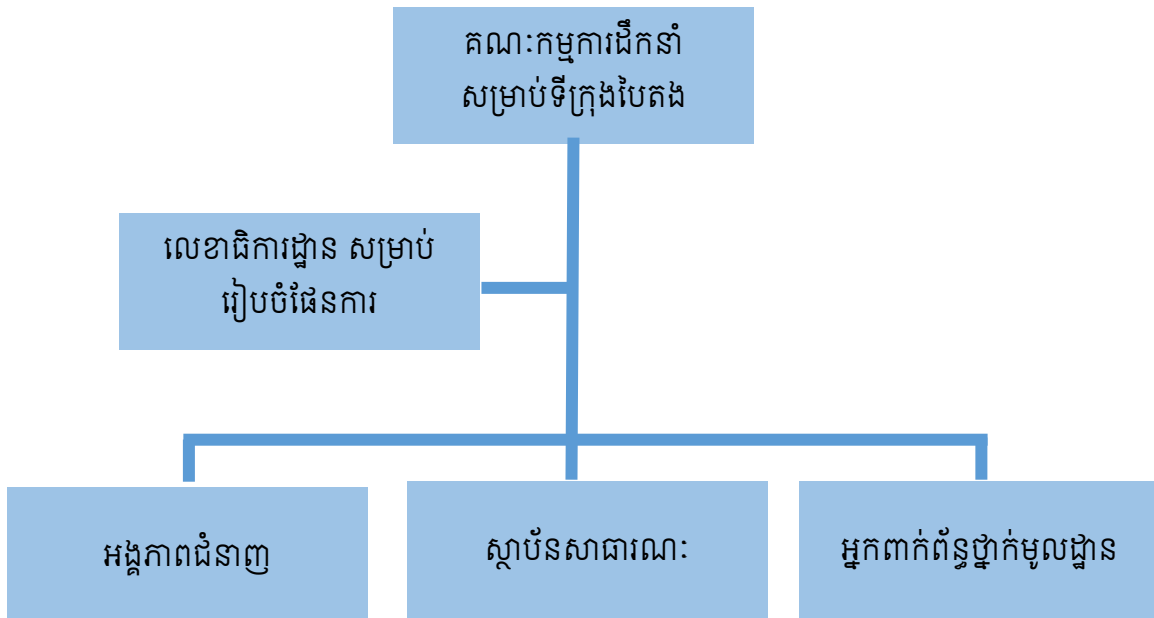 គណៈកម្មការដឹកនាំ
សម្រាប់ទីក្រុងបៃតង
លេខាធិការដ្ឋាន សម្រាប់
រៀបចំផែនការ
អង្គភាពជំនាញ
ស្ថាប័នសាធារណៈ
អ្នកពាក់ព័ន្ធថ្នាក់មូលដ្ឋាន